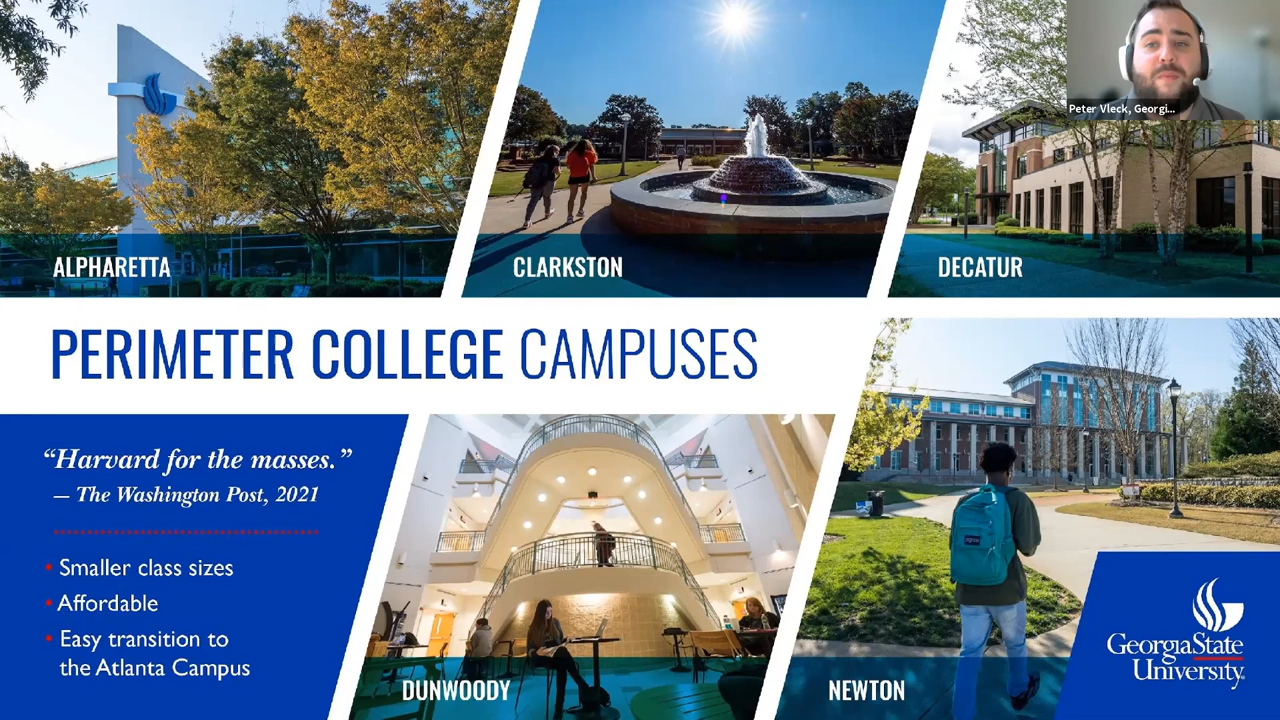 Peter Vleck, Georgi...
ALPHARETTA
CLARKSTON
DECATUR
PERIMETER COLLEGE CAMPUSES
“Harvard for the masses.”
— The Washington Post, 2021
• Smaller class sizes
• Affordable
• Easy transition to
the Atlanta Campus
DUNWOODY
NEWTON
GeorgiaState
University